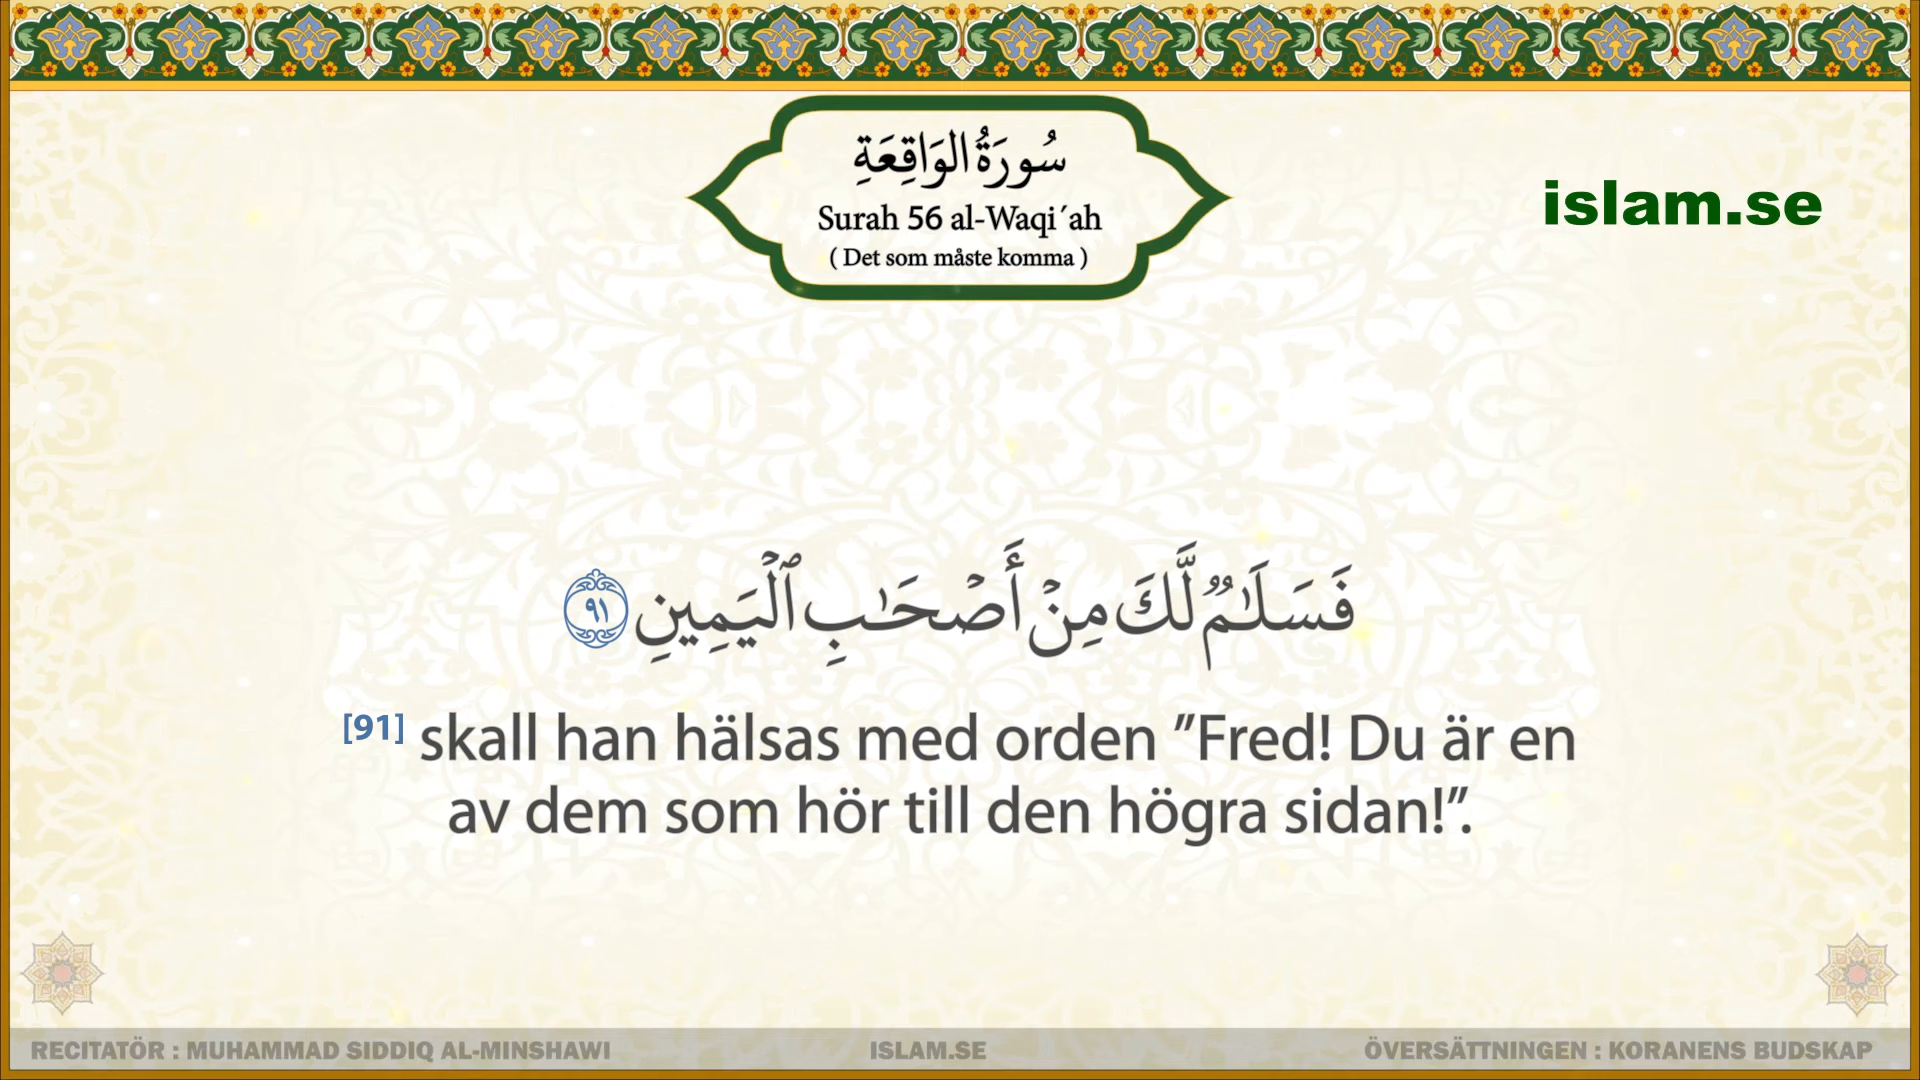 سُورَةُ الوَاقِعَةِ
Surah 56 al-Waqi´ah
( Det som måste komma )
islam.se
فَسَلَٰمٌ لَّكَ مِنْ أَصْحَٰبِ ٱلْيَمِينِ ٩١
[91] skall han hälsas med orden ”Fred! Du är en
av dem som hör till den högra sidan!”.
RECITATÖR : MUHAMMAD SIDDIQ AL-MINSHAWI
ISLAM.SE
ÖVERSÄTTNINGEN : KORANENS BUDSKAP